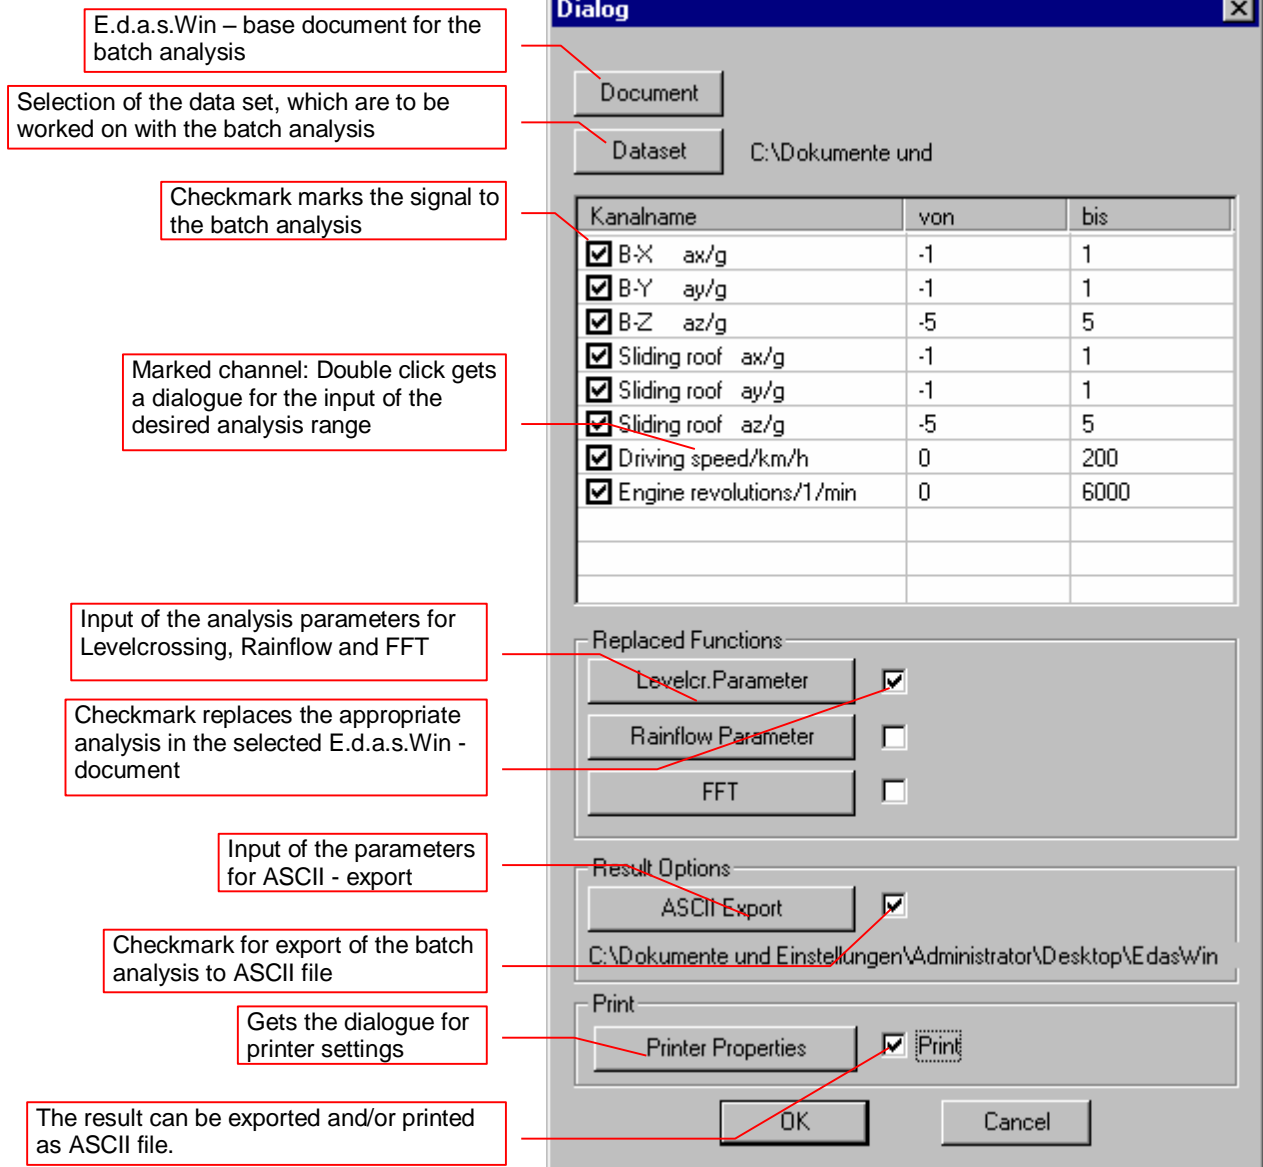 Dialog
E.d.a.s.Win – base document for the
batch analysis
Document
Selection of the data set, which are to be
worked on with the batch analysis
Dataset C:\Dokumente und
Checkmark marks the signal to
the batch analysis
Kanalname von bis
B-X ax/g -1 1
B-Y ay/g -1 1
B-Z az/g -5 5
Sliding roof ax/g -1 1
Sliding roof ay/g -1 1
Sliding roof az/g -5 5
Driving speed/km/h 0 200
Engine revolutions/1/min 0 6000
Marked channel: Double click gets
a dialogue for the input of the
desired analysis range
Input of the analysis parameters for
Levelcrossing, Rainflow and FFT
Replaced Functions
Levelcr.Parameter
Checkmark replaces the appropriate
analysis in the selected E.d.a.s.Win -
document
Rainflow Parameter
FFT
Input of the parameters
for ASCII - export
Result Options
ASCII Export
Checkmark for export of the batch
analysis to ASCII file
C:\Dokumente und Einstellungen\Administrator\Desktop\EdasWin
Gets the dialogue for
printer settings
Print
Printer Properties Print
The result can be exported and/or printed
as ASCII file.
OK Cancel